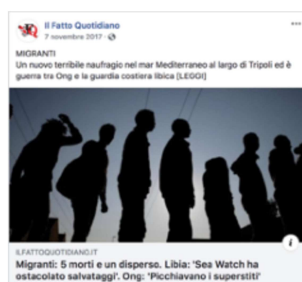 Il Fatto Quotidiano
7 novembre 2017 ·
MIGRANTI
Un nuovo terribile naufragio nel mar Mediterraneo al largo di Tripoli ed è
guerra tra Ong e la guardia costiera libica [LEGGI]
ILFATTOQUOTIDIANO.IT
Migranti: 5 morti e un disperso. Libia: 'Sea Watch ha
ostacolato salvataggi'. Ong: 'Picchiavano i superstiti'